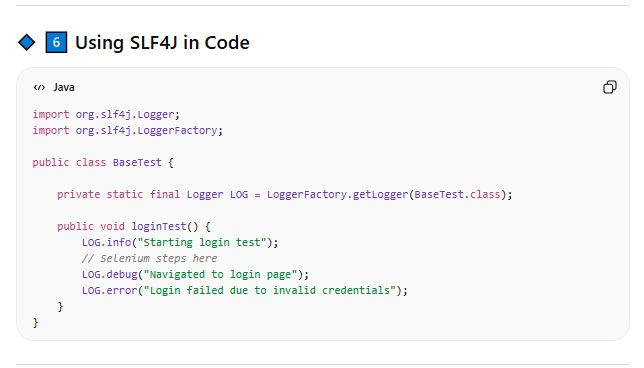 6 Using SLF4J in Code
Java
import org.slf4j.Logger;
import org.slf4j.LoggerFactory;
public class BaseTest {
private static final Logger LOG = LoggerFactory.getLogger(BaseTest.class);
public void loginTest() {
LOG.info("Starting login test");
// Selenium steps here
LOG.debug("Navigated to login page");
LOG.error("Login failed due to invalid credentials");
}
}